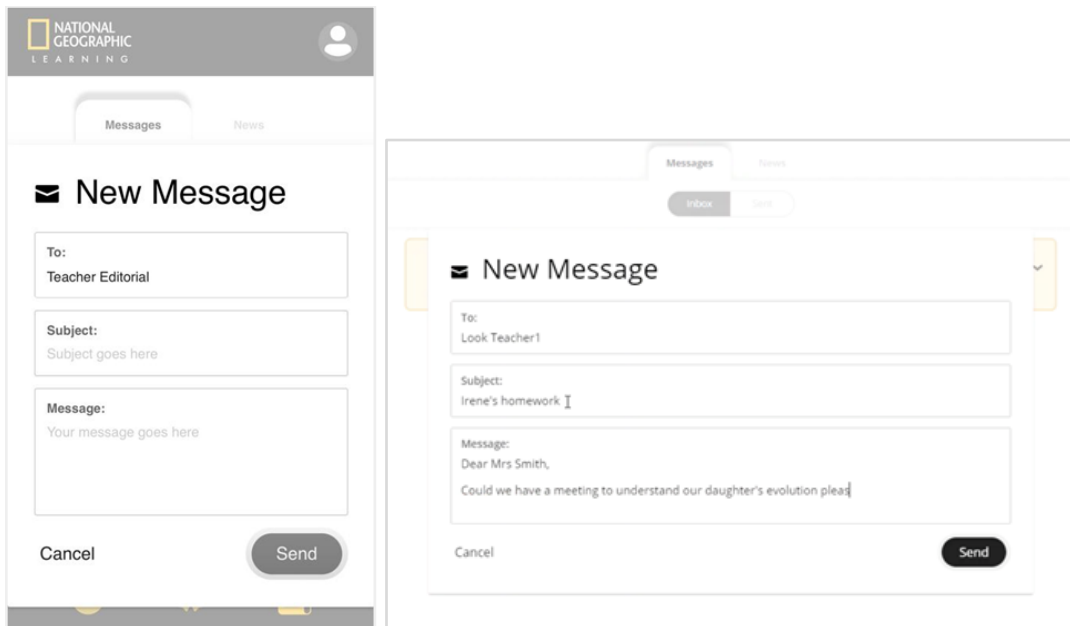 NATIONAL
GEOGRAPHIC
LEARNING
Messages
News
New Message
To:
Teacher Editorial
Subject:
Subject goes here
Message:
Your message goes here
Cancel
Send
Messages
News
Inbox
Sent
New Message
To:
Look Teacher1
Subject:
Irene's homework
Message:
Dear Mrs Smith,
Could we have a meeting to understand our daughter's evolution pleas
Cancel
Send